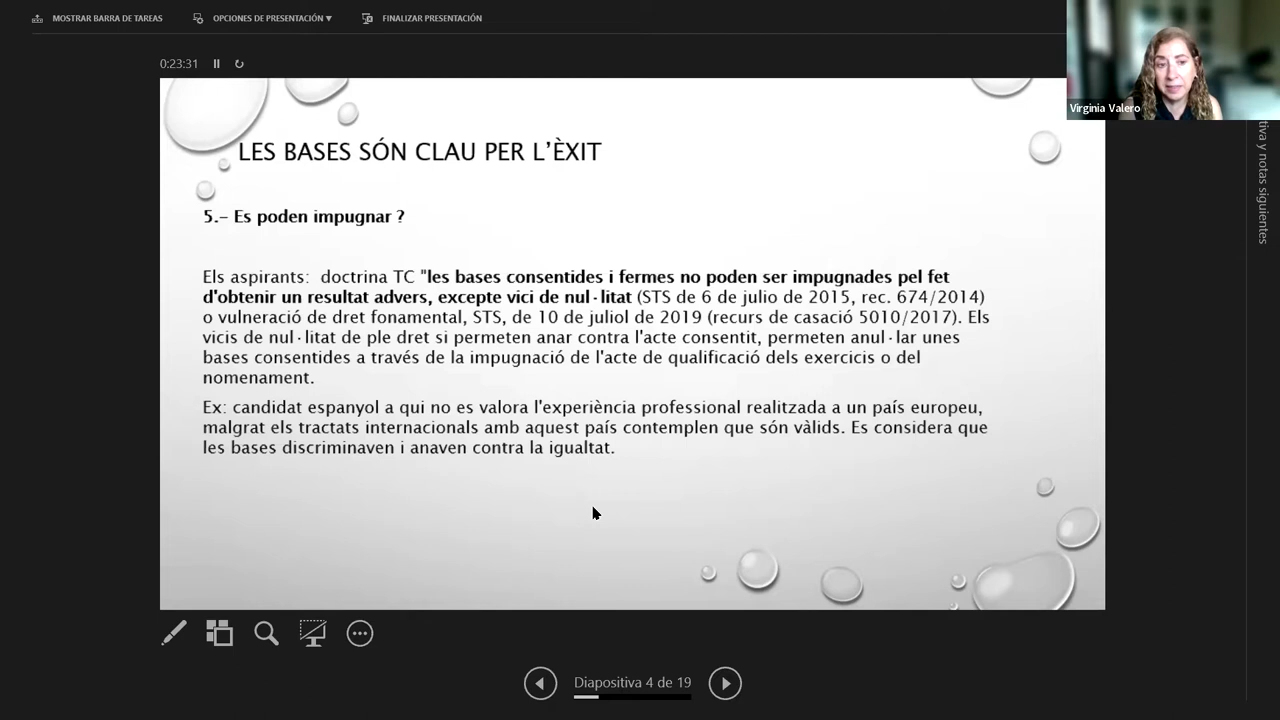 MOSTRAR BARRA DE TAREAS
OPCIONES DE PRESENTACIÓN ▼
FINALIZAR PRESENTACIÓN
0:23:31
Virginia Valero
tiva y notas siguientes
LES BASES SÓN CLAU PER L’ÈXIT
5.- Es poden impugnar ?
Els aspirants:  doctrina TC "les bases consentides i fermes no poden ser impugnades pel fet
d'obtenir un resultat advers, excepte vici de nul·litat (STS de 6 de julio de 2015, rec. 674/2014)
o vulneració de dret fonamental, STS, de 10 de juliol de 2019 (recurs de casació 5010/2017). Els
vicis de nul·litat de ple dret si permeten anar contra l'acte consentit, permeten anul·lar unes
bases consentides a través de la impugnació de l'acte de qualificació dels exercicis o del
nomenament.
Ex: candidat espanyol a qui no es valora l'experiència professional realitzada a un país europeu,
malgrat els tractats internacionals amb aquest país contemplen que són vàlids. Es considera que
les bases discriminaven i anaven contra la igualtat.
Diapositiva 4 de 19